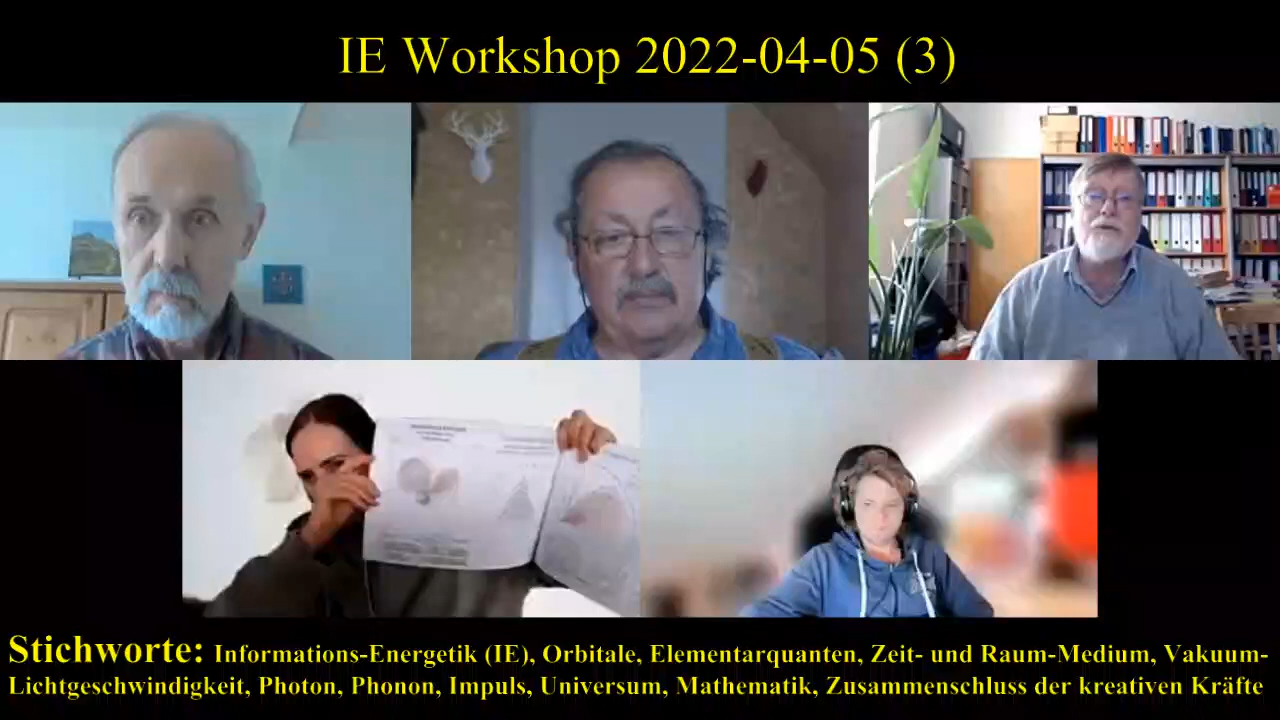 IE Workshop 2022-04-05 (3)
Stichworte: Informations-Energetik (IE), Orbitale, Elementarquanten, Zeit- und Raum-Medium, Vakuum-
Lichtgeschwindigkeit, Photon, Phonon, Impuls, Universum, Mathematik, Zusammenschluss der kreativen Kräfte